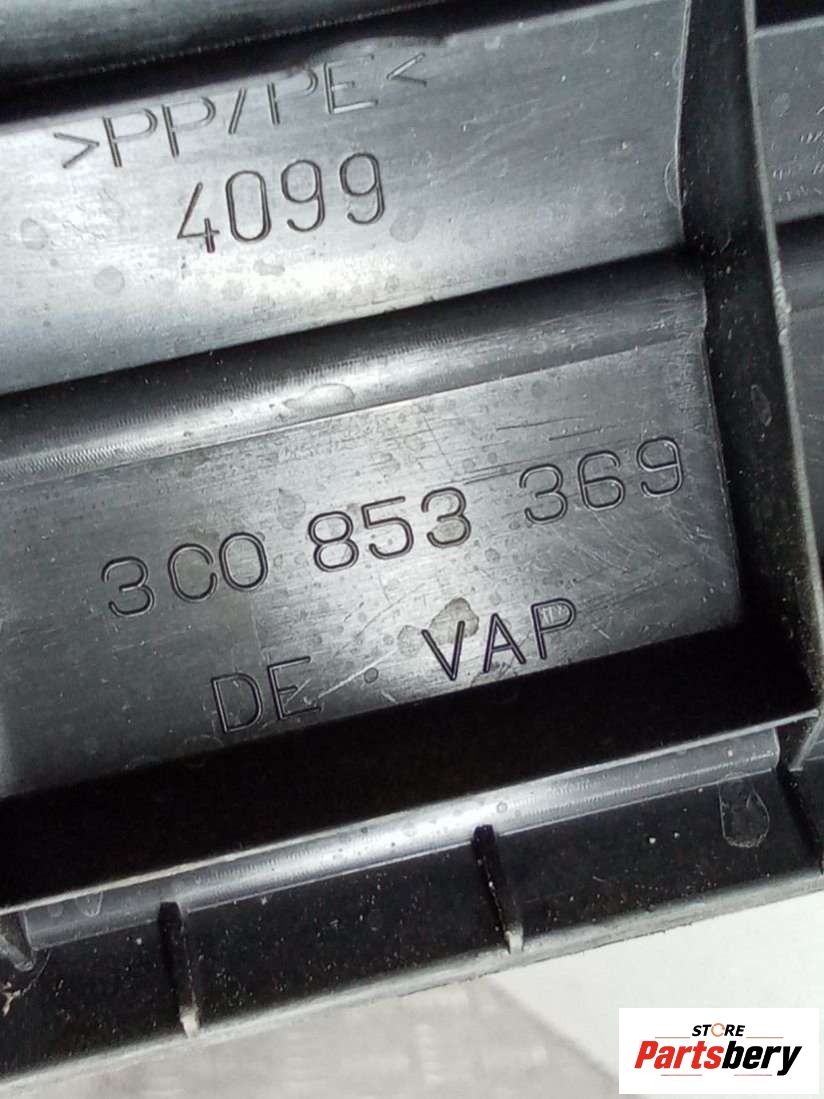 >PP/PE<
4099
3C0 853 369
DE . VAP
STORE
Partsbery